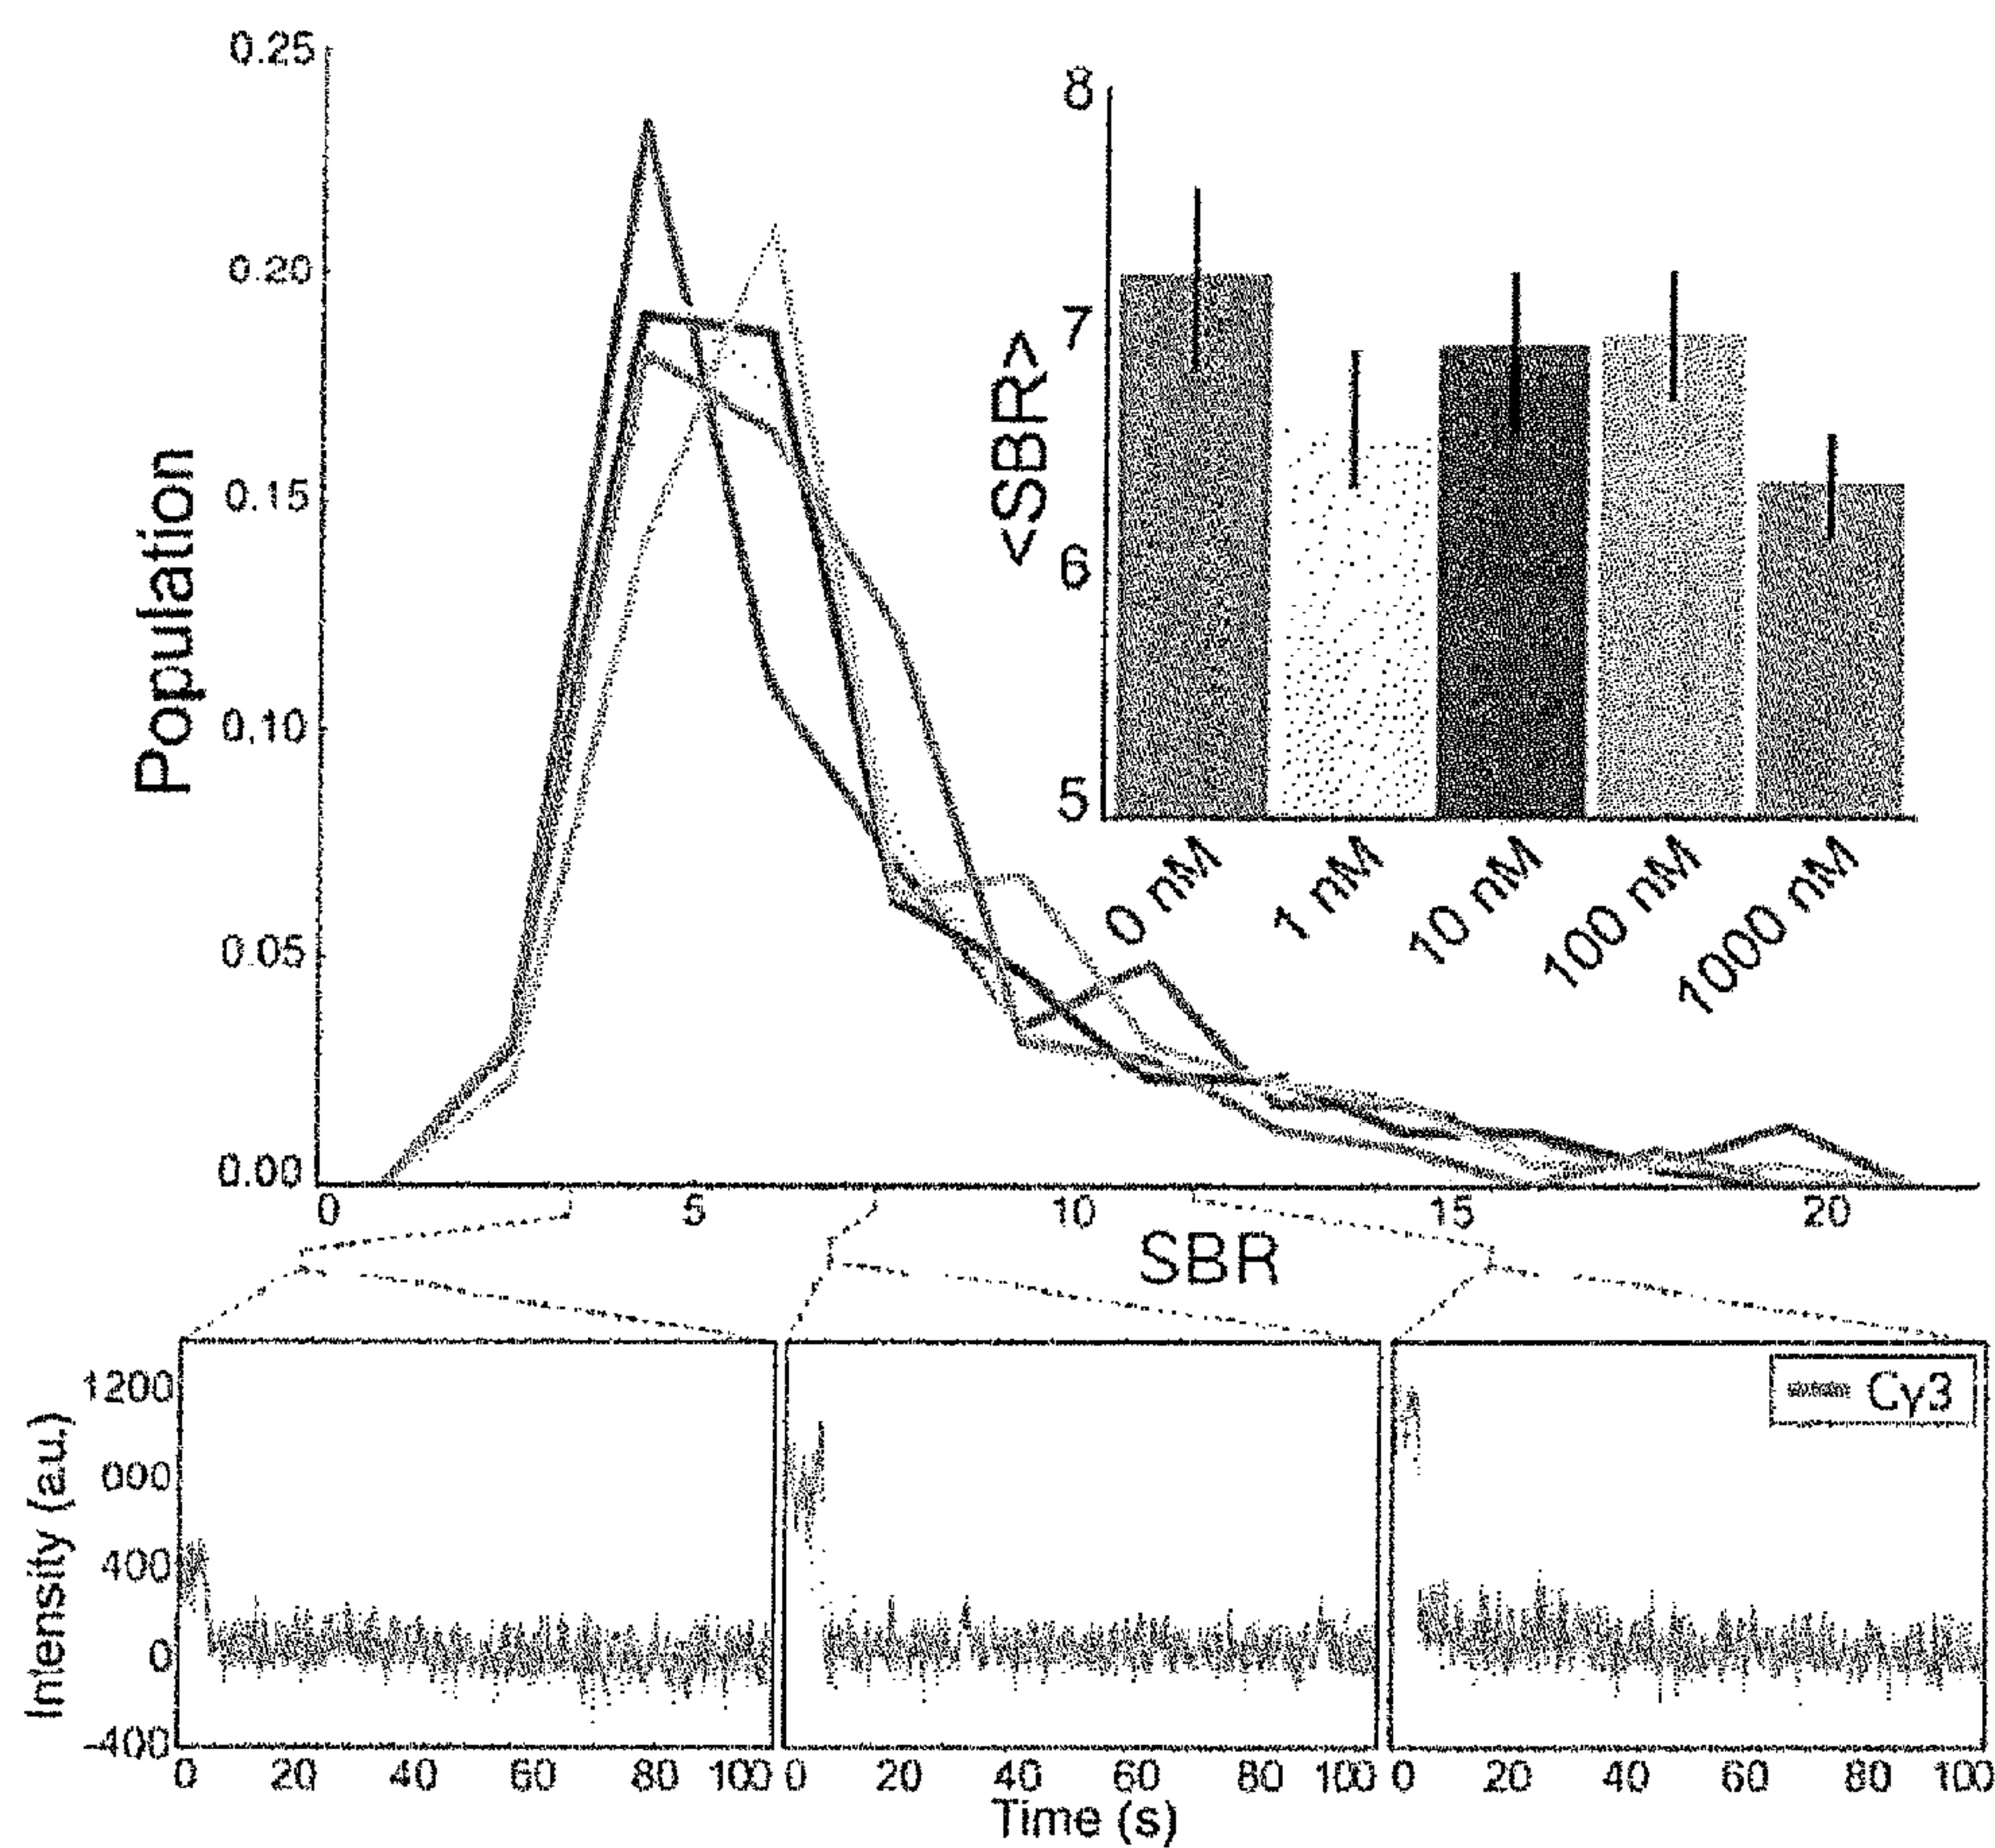 0.25
0.20
0.15
0.10
0.05
0.00
Population
0
5
10
15
20
SBR
8
7
6
5
<SBR>
0 nM
1 nM
10 nM
100 nM
1000 nM
1200
000
400
0
-400
Intensity (a.u.)
Cy3
0 20 40 60 80 100
0 20 40 60 80 100
0 20 40 60 80 100
Time (s)